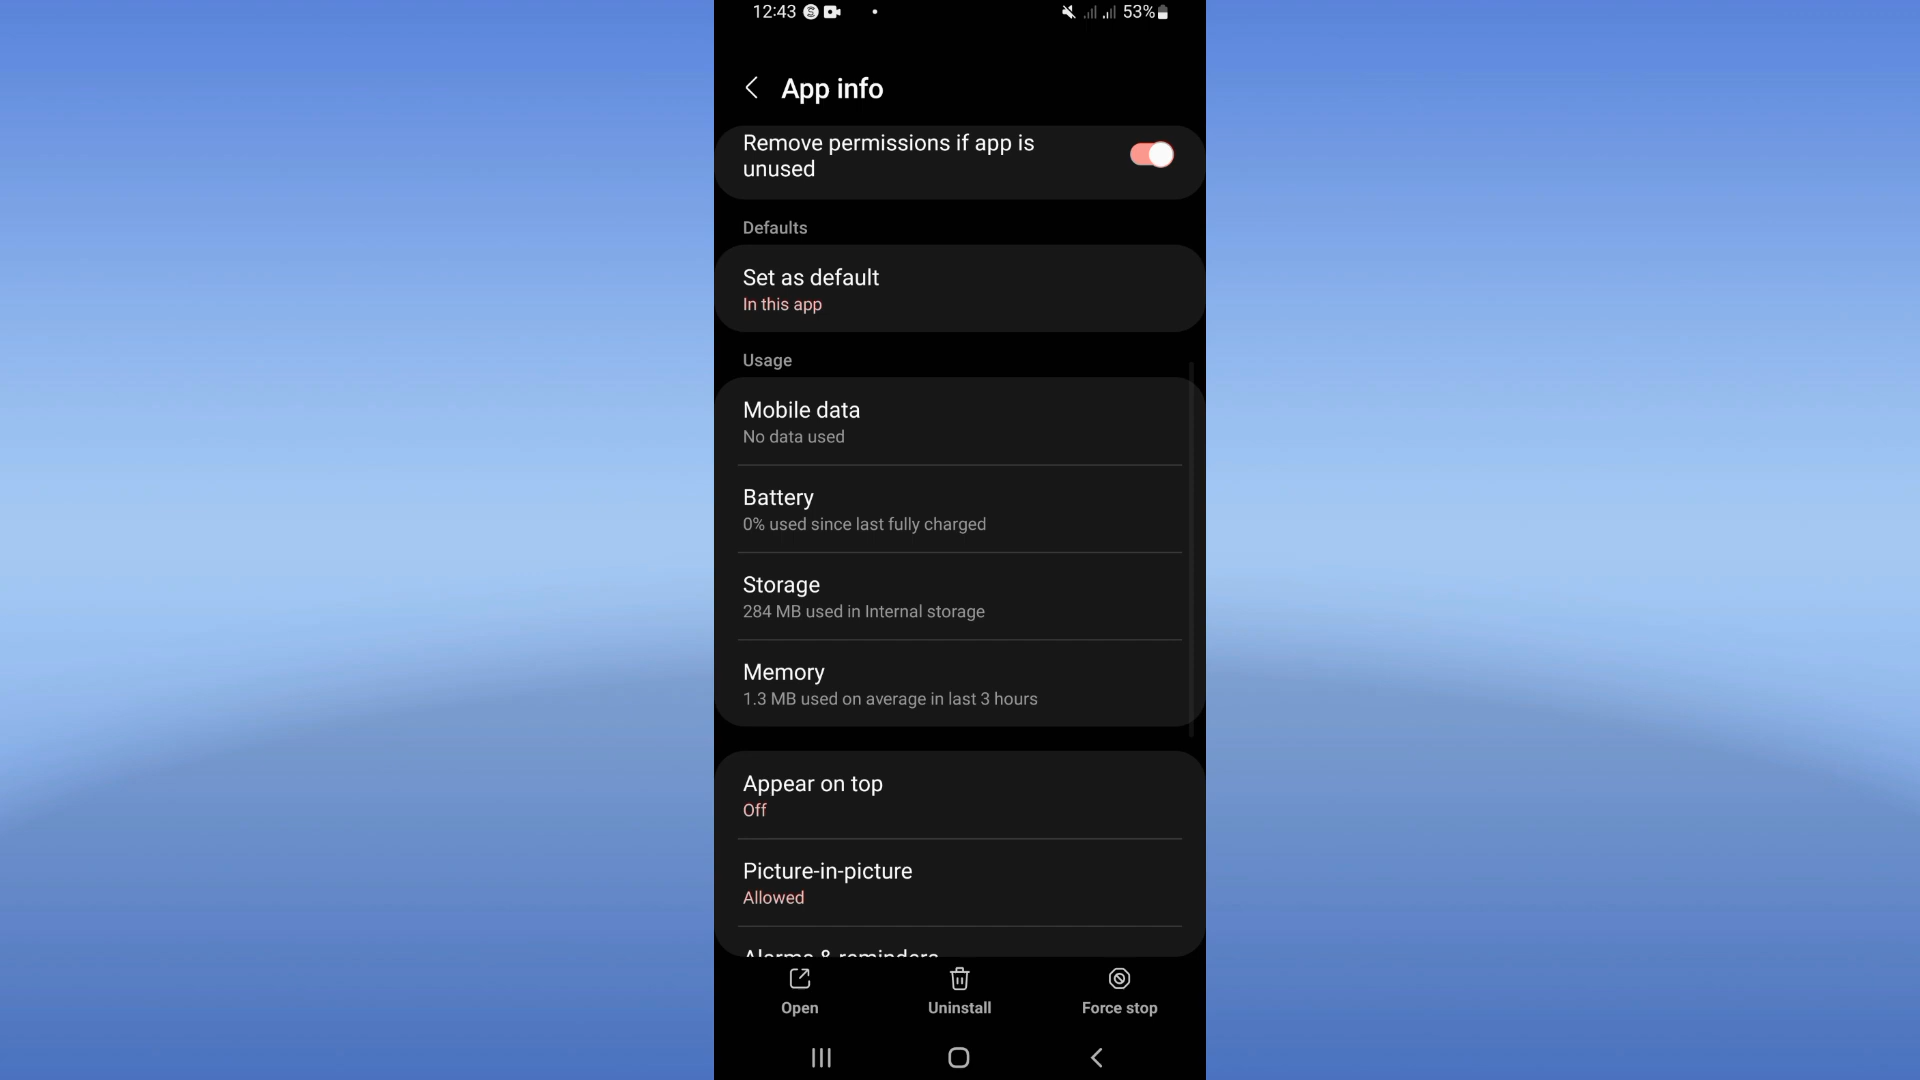 12:43
53%
App info
Remove permissions if app is
unused
Defaults
Set as default
In this app
Usage
Mobile data
No data used
Battery
0% used since last fully charged
Storage
284 MB used in Internal storage
Memory
1.3 MB used on average in last 3 hours
Appear on top
Off
Picture-in-picture
Allowed
Alarms & reminders
Open
Uninstall
Force stop